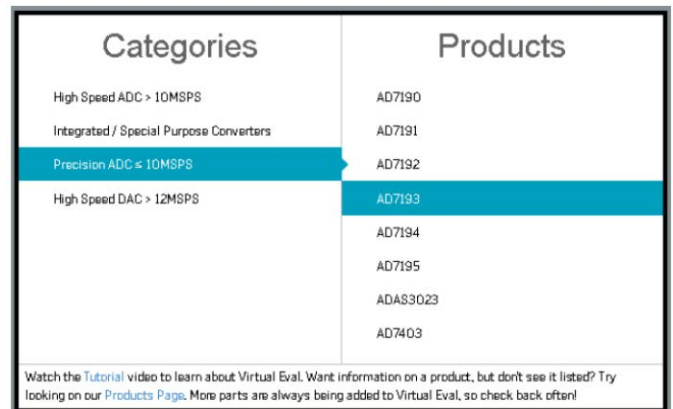 Categories
High Speed ADC > 10MSPS
Integrated / Special Purpose Converters
Precision ADC ≤ 10MSPS
High Speed DAC > 12MSPS
Products
AD7190
AD7191
AD7192
AD7193
AD7194
AD7195
ADAS3023
AD7403
Watch the Tutorial video to learn about Virtual Eval. Want information on a product, but don't see it listed? Try
looking on our Products Page. More parts are always being added to Virtual Eval, so check back often!